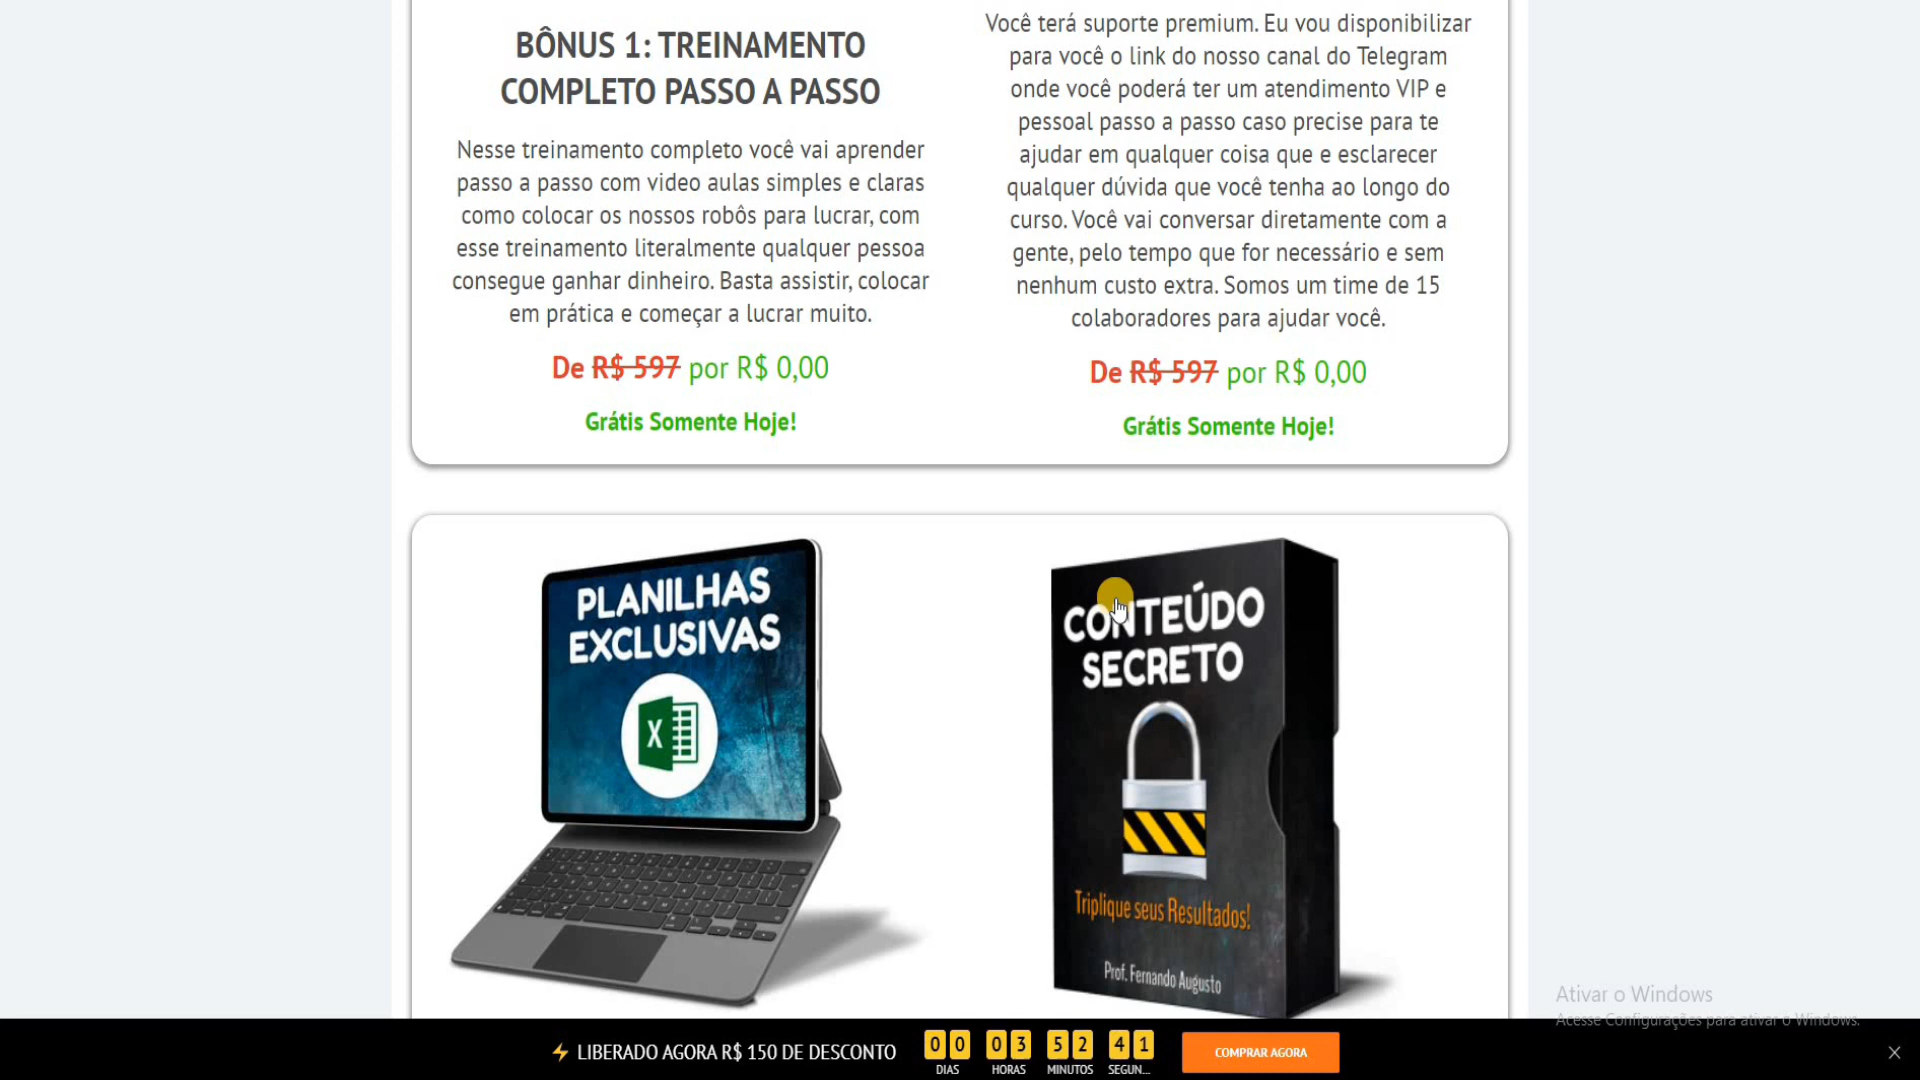 BÔNUS 1: TREINAMENTO
COMPLETO PASSO A PASSO
Nesse treinamento completo você vai aprender
passo a passo com video aulas simples e claras
como colocar os nossos robôs para lucrar, com
esse treinamento literalmente qualquer pessoa
consegue ganhar dinheiro. Basta assistir, colocar
em prática e começar a lucrar muito.
De R$ 597 por R$ 0,00
Grátis Somente Hoje!
Você terá suporte premium. Eu vou disponibilizar
para você o link do nosso canal do Telegram
onde você poderá ter um atendimento VIP e
pessoal passo a passo caso precise para te
ajudar em qualquer coisa que e esclarecer
qualquer dúvida que você tenha ao longo do
curso. Você vai conversar diretamente com a
gente, pelo tempo que for necessário e sem
nenhum custo extra. Somos um time de 15
colaboradores para ajudar você.
De R$ 597 por R$ 0,00
Grátis Somente Hoje!
PLANILHAS
EXCLUSIVAS
X
CONTEÚDO
SECRETO
Triplique seus Resultados!
Prof. Fernando Augusto
Ativar o Windows
Acesse Configurações para ativar o Windows.
LIBERADO AGORA R$ 150 DE DESCONTO
00 03 52 41
DIAS HORAS MINUTOS SEGUN...
COMPRAR AGORA